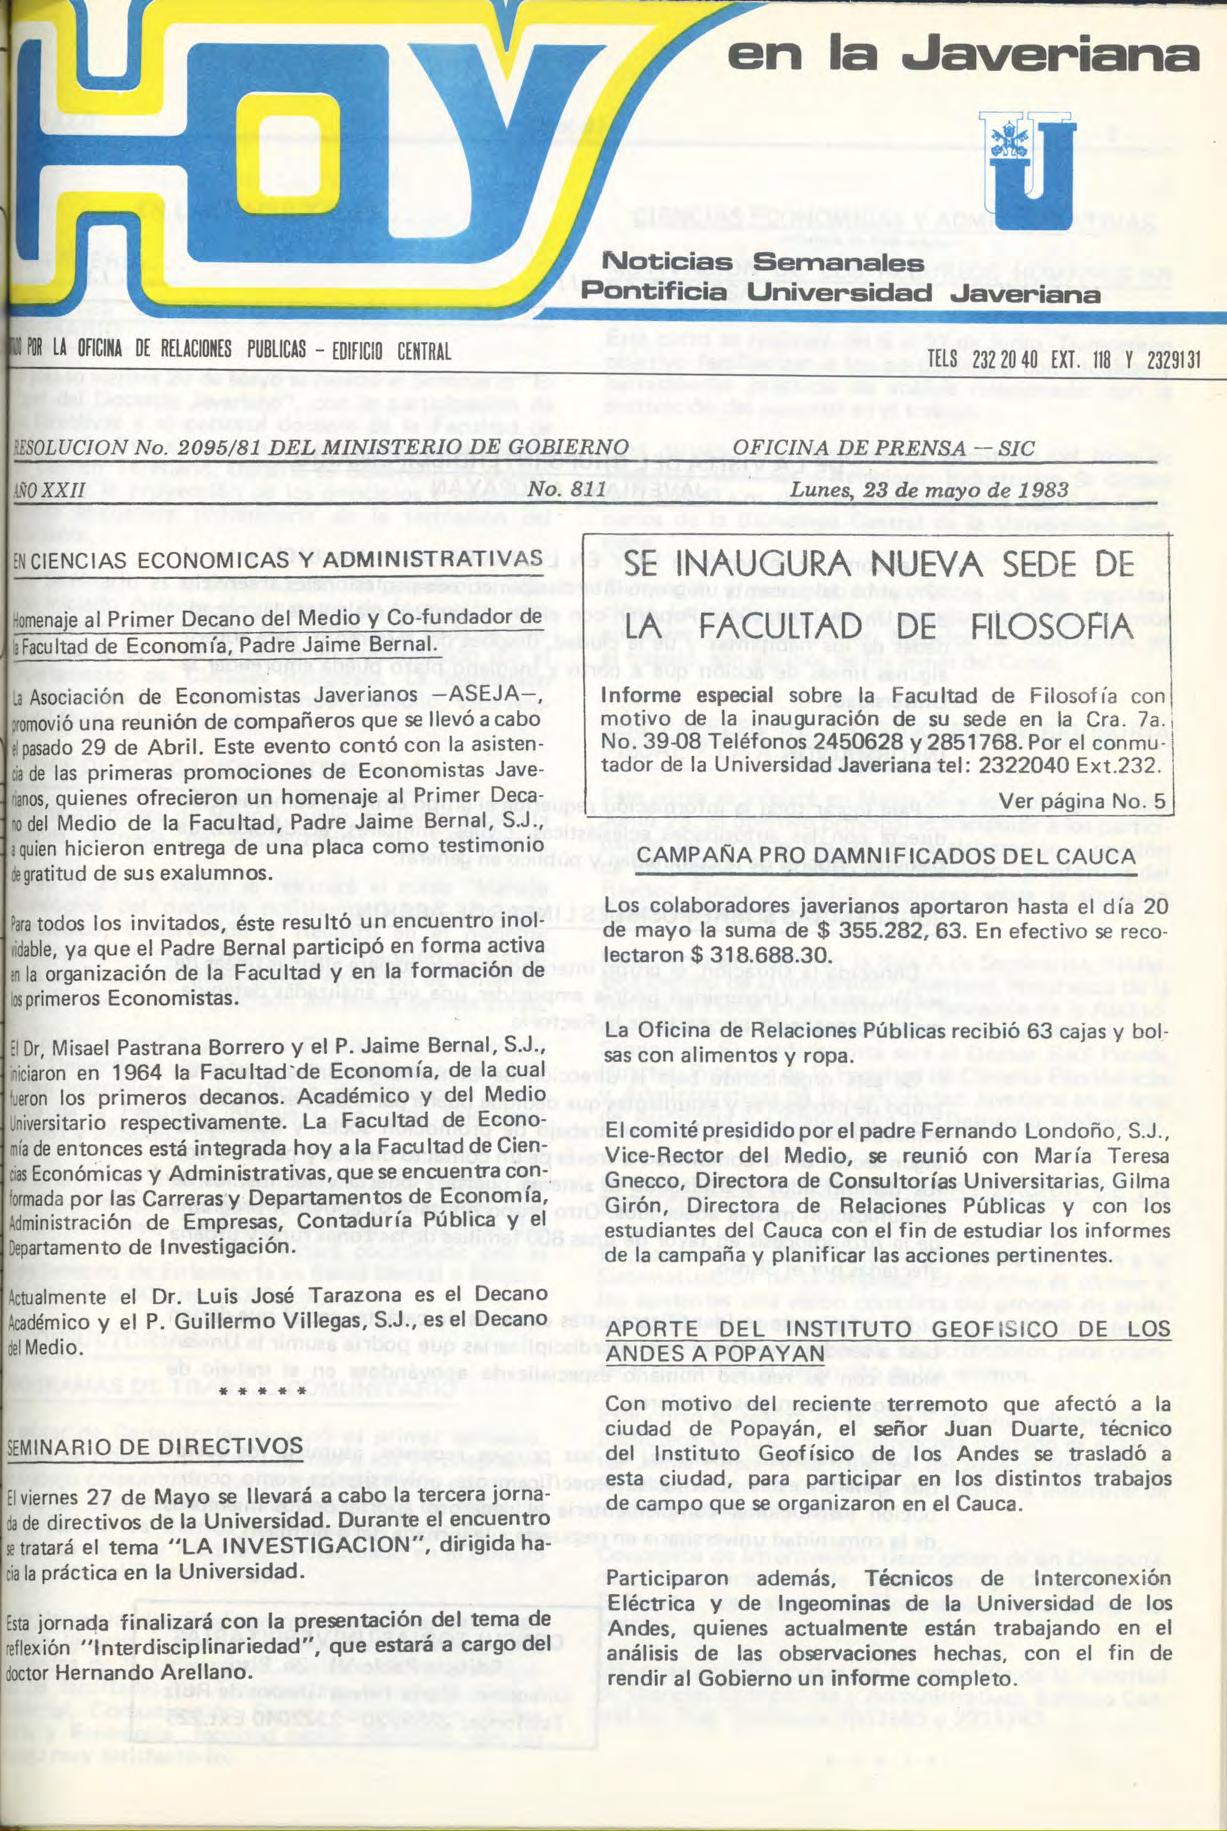 HOY
en la Javeriana
Noticias Semanales
Pontificia Universidad Javeriana
POR LA OFICINA DE RELACIONES PUBLICAS - EDIFICIO CENTRAL
TELS 232 20 40 EXT. 118 Y 2329131
RESOLUCION No. 2095/81 DEL MINISTERIO DE GOBIERNO OFICINA DE PRENSA — SIC
AÑO XXII No. 811 Lunes, 23 de mayo de 1983
EN CIENCIAS ECONOMICAS Y ADMINISTRATIVAS
Homenaje al Primer Decano del Medio y Co-fundador de
la Facultad de Economía, Padre Jaime Bernal.
La Asociación de Economistas Javerianos —ASEJA—,
promovió una reunión de compañeros que se llevó a cabo
el pasado 29 de Abril. Este evento contó con la asisten-
cia de las primeras promociones de Economistas Jave-
rianos, quienes ofrecieron un homenaje al Primer Deca-
no del Medio de la Facultad, Padre Jaime Bernal, S.J.,
a quien hicieron entrega de una placa como testimonio
de gratitud de sus exalumnos.
Para todos los invitados, éste resultó un encuentro inol-
vidable, ya que el Padre Bernal participó en forma activa
en la organización de la Facultad y en la formación de
los primeros Economistas.
El Dr, Misael Pastrana Borrero y el P. Jaime Bernal, S.J.,
iniciaron en 1964 la Facultad de Economía, de la cual
fueron los primeros decanos. Académico y del Medio
Universitario respectivamente. La Facultad de Econo-
mía de entonces está integrada hoy a la Facultad de Cien-
cias Económicas y Administrativas, que se encuentra con-
formada por las Carreras y Departamentos de Economía,
Administración de Empresas, Contaduría Pública y el
Departamento de Investigación.
Actualmente el Dr. Luis José Tarazona es el Decano
Académico y el P. Guillermo Villegas, S.J., es el Decano
del Medio.
* * * * *
SEMINARIO DE DIRECTIVOS
El viernes 27 de Mayo se llevará a cabo la tercera jorna-
da de directivos de la Universidad. Durante el encuentro
se tratará el tema "LA INVESTIGACION", dirigida ha-
cia la práctica en la Universidad.
Esta jornada finalizará con la presentación del tema de
reflexión "Interdisciplinariedad", que estará a cargo del
doctor Hernando Arellano.
SE INAUGURA NUEVA SEDE DE
LA FACULTAD DE FILOSOFIA
Informe especial sobre la Facultad de Filosofía con
motivo de la inauguración de su sede en la Cra. 7a.
No. 39-08 Teléfonos 2450628 y 2851768. Por el conmu-
tador de la Universidad Javeriana tel: 2322040 Ext.232.
Ver página No. 5
CAMPAÑA PRO DAMNIFICADOS DEL CAUCA
Los colaboradores javerianos aportaron hasta el día 20
de mayo la suma de $ 355.282,63. En efectivo se reco-
lectaron $ 318.688.30.
La Oficina de Relaciones Públicas recibió 63 cajas y bol-
sas con alimentos y ropa.
El comité presidido por el padre Fernando Londoño, S.J.,
Vice-Rector del Medio, se reunió con María Teresa
Gnecco, Directora de Consultorías Universitarias, Gilma
Girón, Directora de Relaciones Públicas y con los
estudiantes del Cauca con el fin de estudiar los informes
de la campaña y planificar las acciones pertinentes.
APORTE DEL INSTITUTO GEOFISICO DE LOS
ANDES A POPAYAN
Con motivo del reciente terremoto que afectó a la
ciudad de Popayán, el señor Juan Duarte, técnico
del Instituto Geofísico de los Andes se trasladó a
esta ciudad, para participar en los distintos trabajos
de campo que se organizaron en el Cauca.
Participaron además, Técnicos de Interconexión
Eléctrica y de Ingeominas de la Universidad de los
Andes, quienes actualmente están trabajando en el
análisis de las observaciones hechas, con el fin de
rendir al Gobierno un informe completo.